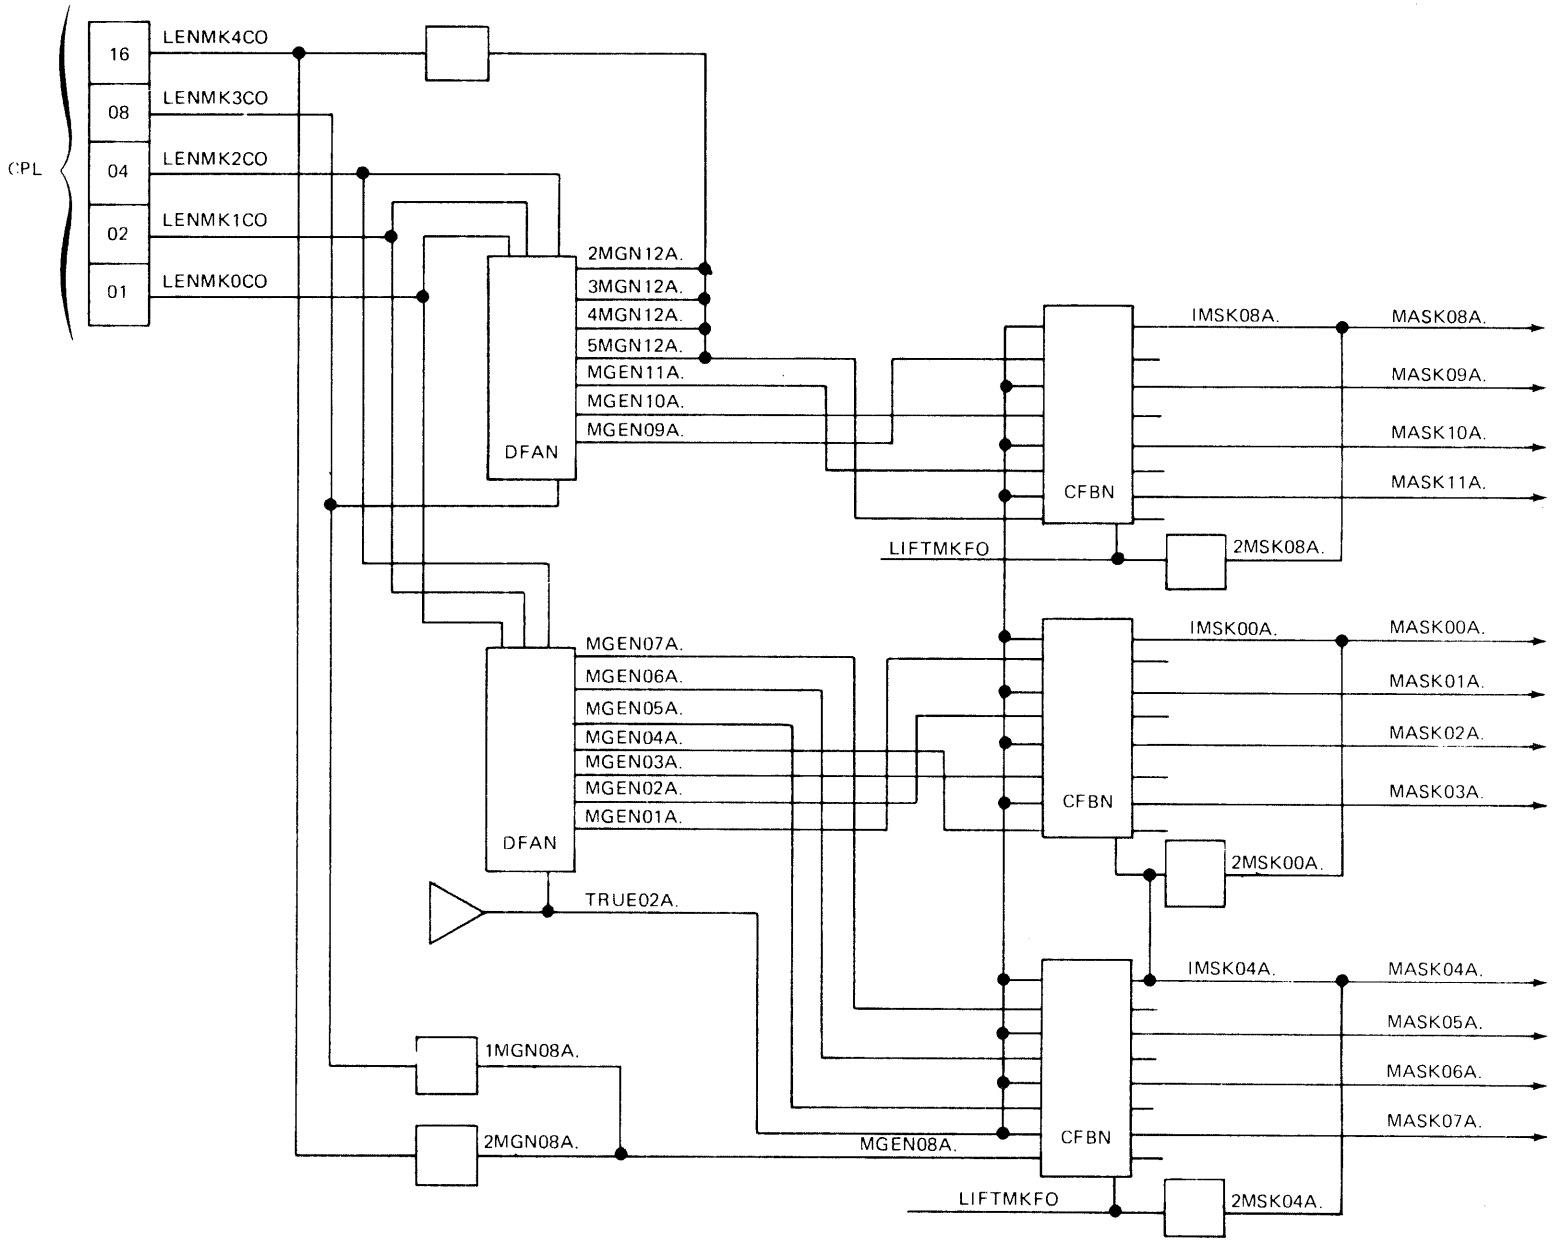 CPL
16
LENMK4CO
08
LENMK3CO
04
LENMK2CO
02
LENMK1CO
01
LENMK0CO
2MGN12A.
3MGN12A.
4MGN12A.
5MGN12A.
MGEN11A.
MGEN10A.
MGEN09A.
DFAN
IMSK08A.
MASK08A.
MASK09A.
MASK10A.
MASK11A.
CFBN
LIFTMKFO
2MSK08A.
MGEN07A.
MGEN06A.
MGEN05A.
MGEN04A.
MGEN03A.
MGEN02A.
MGEN01A.
DFAN
TRUE02A.
IMSK00A.
MASK00A.
MASK01A.
MASK02A.
MASK03A.
CFBN
2MSK00A.
IMSK04A.
MASK04A.
MASK05A.
MASK06A.
MASK07A.
CFBN
1MGN08A.
2MGN08A.
MGEN08A.
LIFTMKFO
2MSK04A.